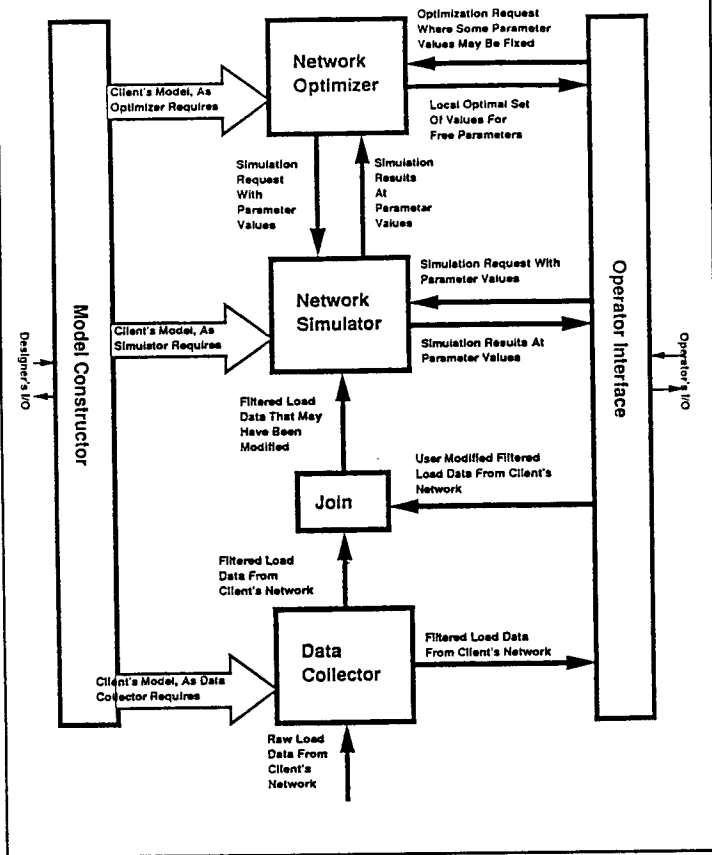 Optimization Request
Where Some Parameter
Values May Be Fixed
Network
Optimizer
Client's Model, As
Optimizer Requires
Local Optimal Set
Of Values For
Free Parameters
Simulation
Request
With
Parameter
Values
Simulation
Results
At
Parameter
Values
Simulation Request With
Parameter Values
Network
Simulator
Client's Model, As
Simulator Requires
Simulation Results At
Parameter Values
Model Constructor
Operator Interface
Designer's I/O
Operator's I/O
Filtered Load
Data That May
Have Been
Modified
User Modified Filtered
Load Data From Client's
Network
Join
Filtered Load
Data From
Client's Network
Data
Collector
Filtered Load Data
From Client's Network
Client's Model, As Data
Collector Requires
Raw Load
Data From
Client's
Network